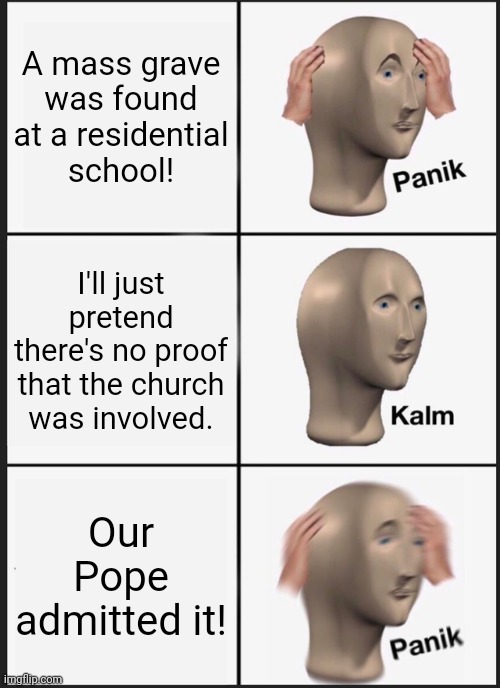 A mass grave
was found
at a residential
school!
Panik
I'll just
pretend
there's no proof
that the church
was involved.
Kalm
Our
Pope
admitted it!
Panik
imgflip.com